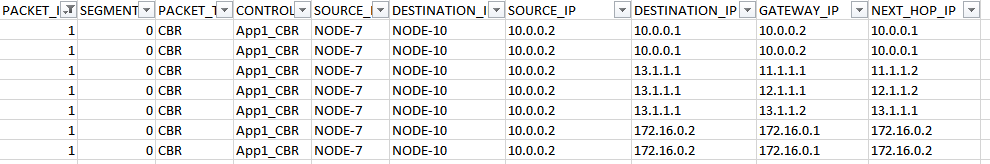 PACKET_I SEGMENT PACKET_T CONTROL SOURCE_ DESTINATION_I SOURCE_IP DESTINATION_IP GATEWAY_IP NEXT_HOP_IP
1 0 CBR App1_CBR NODE-7 NODE-10 10.0.0.2 10.0.0.1 10.0.0.2 10.0.0.1
1 0 CBR App1_CBR NODE-7 NODE-10 10.0.0.2 10.0.0.1 10.0.0.2 10.0.0.1
1 0 CBR App1_CBR NODE-7 NODE-10 10.0.0.2 13.1.1.1 11.1.1.1 11.1.1.2
1 0 CBR App1_CBR NODE-7 NODE-10 10.0.0.2 13.1.1.1 12.1.1.1 12.1.1.2
1 0 CBR App1_CBR NODE-7 NODE-10 10.0.0.2 13.1.1.1 13.1.1.2 13.1.1.1
1 0 CBR App1_CBR NODE-7 NODE-10 10.0.0.2 172.16.0.2 172.16.0.1 172.16.0.2
1 0 CBR App1_CBR NODE-7 NODE-10 10.0.0.2 172.16.0.2 172.16.0.1 172.16.0.2